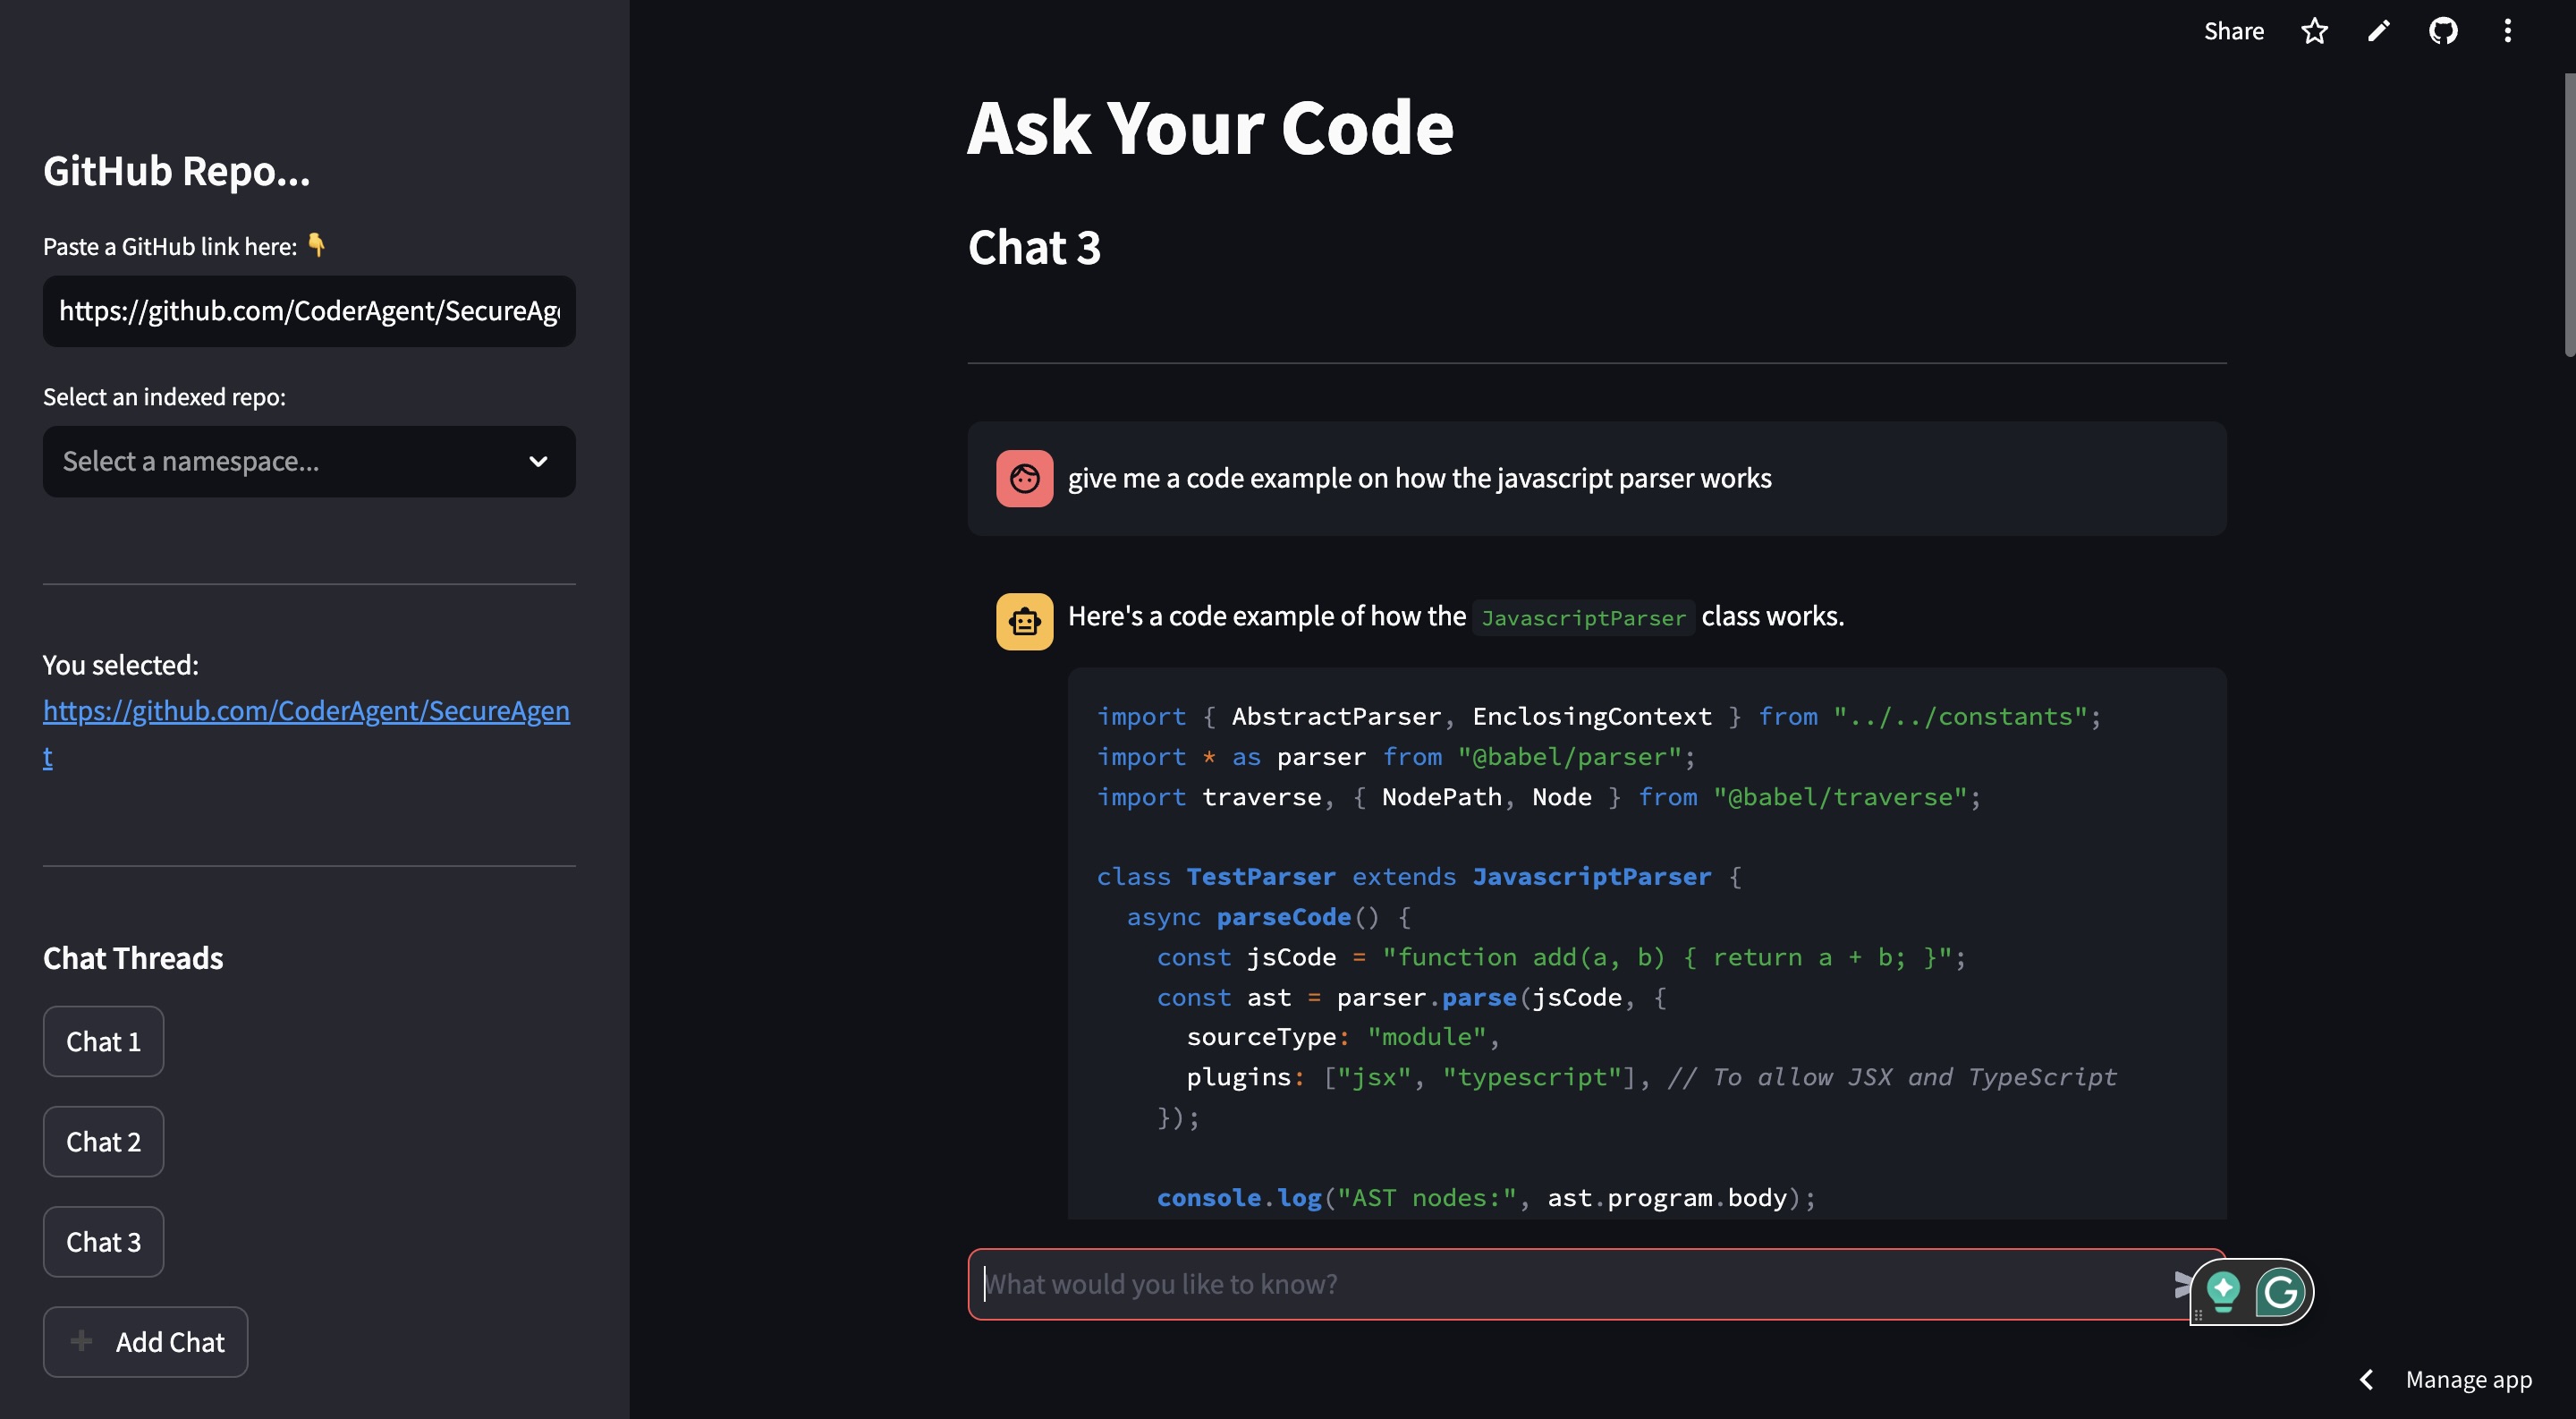 Share
GitHub Repo...
Paste a GitHub link here: 👇
https://github.com/CoderAgent/SecureAg
Select an indexed repo:
Select a namespace...
You selected:
https://github.com/CoderAgent/SecureAgen
t
Chat Threads
Chat 1
Chat 2
Chat 3
Add Chat
Ask Your Code
Chat 3
give me a code example on how the javascript parser works
Here's a code example of how the JavascriptParser class works.
import { AbstractParser, EnclosingContext } from "../../constants";
import * as parser from "@babel/parser";
import traverse, { NodePath, Node } from "@babel/traverse";
class TestParser extends JavascriptParser {
async parseCode() {
const jsCode = "function add(a, b) { return a + b; }";
const ast = parser.parse(jsCode, {
sourceType: "module",
plugins: ["jsx", "typescript"], // To allow JSX and TypeScript
});
console.log("AST nodes:", ast.program.body);
What would you like to know?
Manage app